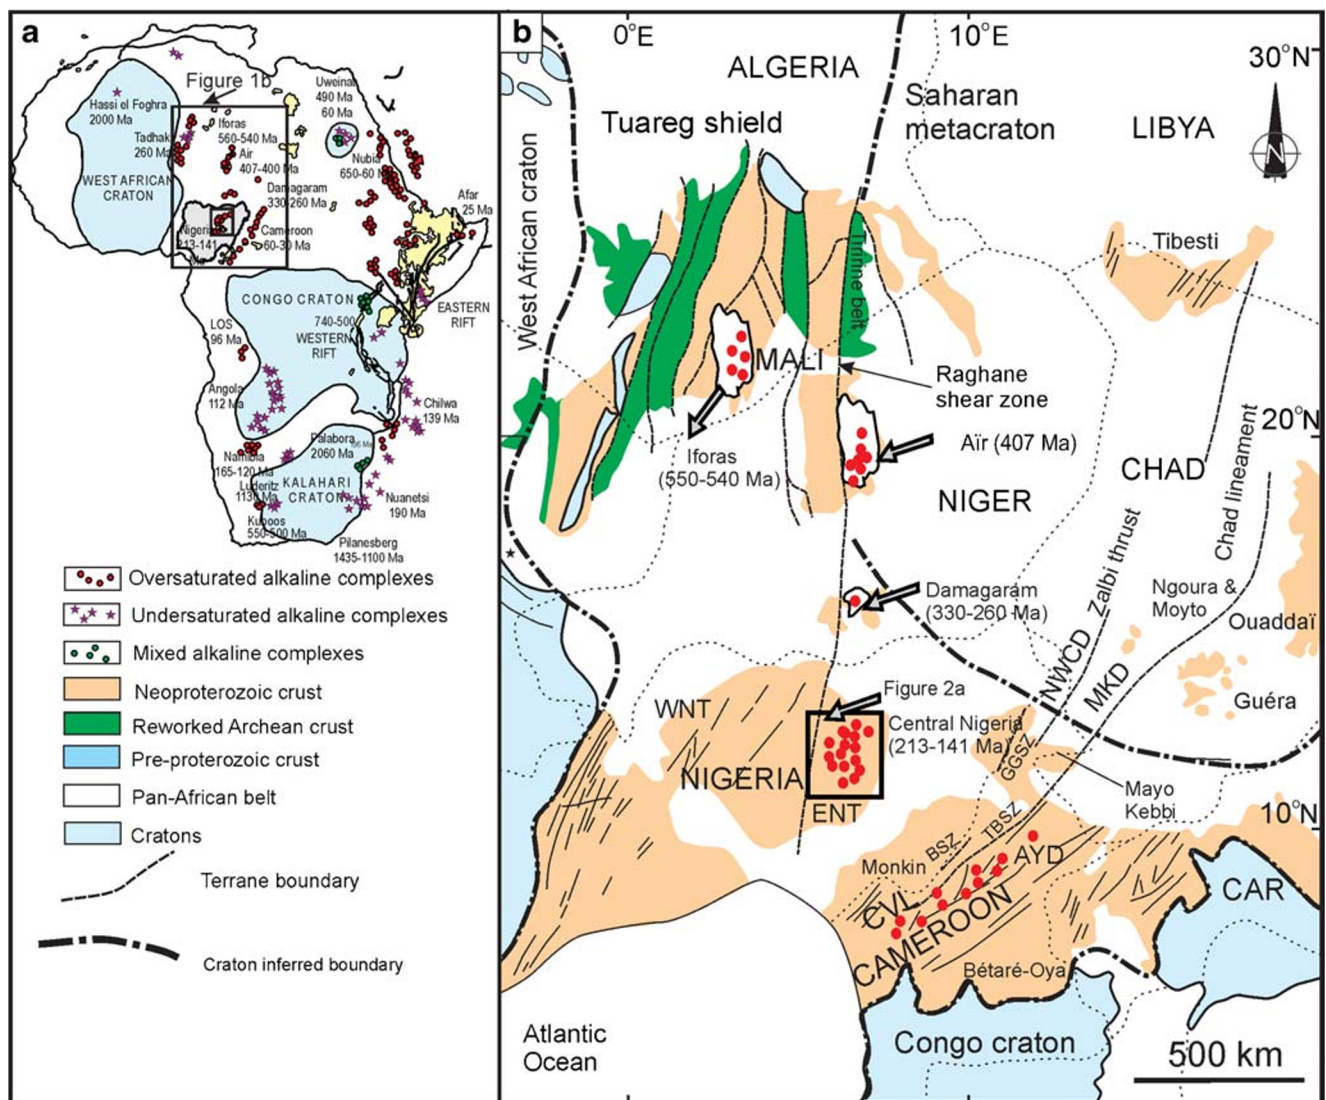 a
Figure 1b
Hassi el Foghra
2000 Ma
Tadhak
260 Ma
WEST AFRICAN
CRATON
Iforas
560-540 Ma
Air
407-400 Ma
Damagaram
330-260 Ma
Nigeria
213-141
Ma
Cameroon
60-30 Ma
Uweinat
490 Ma
60 Ma
Nubia
650-60 Ma
Afar
25 Ma
CONGO CRATON
740-500
WESTERN
RIFT
EASTERN
RIFT
LOS
96 Ma
Angola
112 Ma
Chilwa
139 Ma
Palabora
2060 Ma
Namibia
165-120 Ma
Luderitz
1130 Ma
KALAHARI
CRATON
Kuboos
550-500 Ma
Nuanetsi
190 Ma
Pilanesberg
1435-1100 Ma
Oversaturated alkaline complexes
Undersaturated alkaline complexes
Mixed alkaline complexes
Neoproterozoic crust
Reworked Archean crust
Pre-proterozoic crust
Pan-African belt
Cratons
Terrane boundary
Craton inferred boundary
b
0°E
10°E
30°N
ALGERIA
Saharan
metacraton
LIBYA
N
Tuareg shield
West African craton
Tibesti
Tiririne belt
MALI
Raghane
shear zone
20°N
Iforas
(550-540 Ma)
Aïr (407 Ma)
CHAD
NIGER
Chad lineament
Zalbi thrust
Damagaram
(330-260 Ma)
Ngoura &
Moyto
Ouaddaï
NWCD
MKD
Guéra
WNT
Figure 2a
Central Nigeria
(213-141 Ma)
GGSZ
NIGERIA
ENT
Mayo
Kebbi
10°N
TBSZ
BSZ
Monkin
AYD
CVL
CAMEROON
CAR
Bétaré-Oya
Atlantic
Ocean
Congo craton
500 km